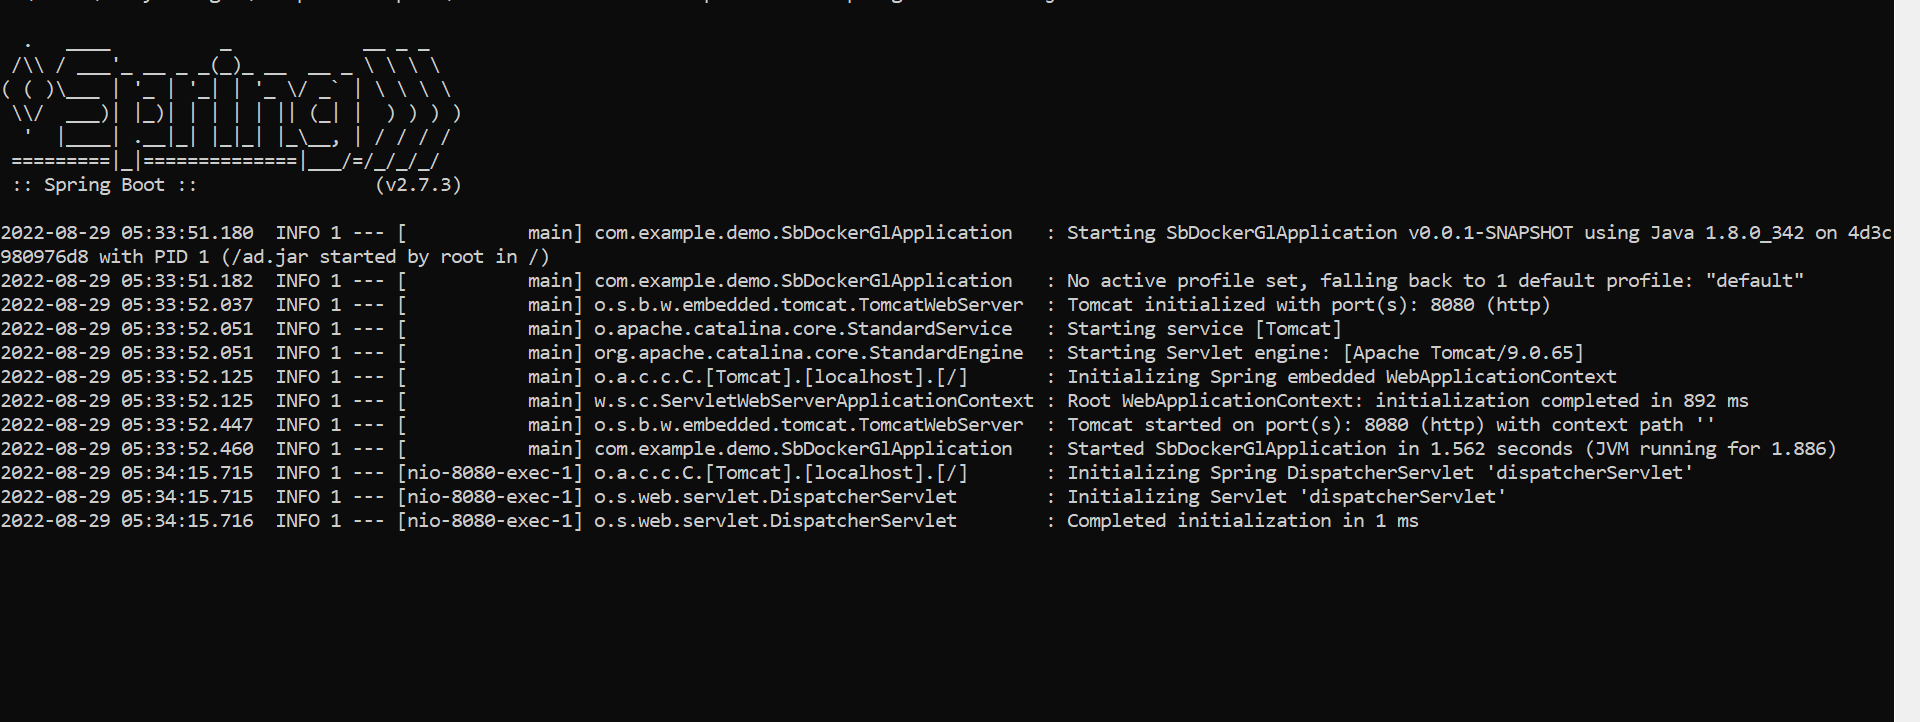 .   ____          _            __ _ _
 /\\ / ___'_ __ _ _(_)_ __  __ _ \ \ \ \
( ( )\___ | '_ | '_| | '_ \/ _` | \ \ \ \
 \\/  ___)| |_)| | | | | || (_| |  ) ) ) )
  '  |____| .__|_| |_|_| |_\__, | / / / /
 =========|_|==============|___/=/_/_/_/
 :: Spring Boot ::                (v2.7.3)
2022-08-29 05:33:51.180  INFO 1 --- [           main] com.example.demo.SbDockerGlApplication   : Starting SbDockerGlApplication v0.0.1-SNAPSHOT using Java 1.8.0_342 on 4d3c
980976d8 with PID 1 (/ad.jar started by root in /)
2022-08-29 05:33:51.182  INFO 1 --- [           main] com.example.demo.SbDockerGlApplication   : No active profile set, falling back to 1 default profile: "default"
2022-08-29 05:33:52.037  INFO 1 --- [           main] o.s.b.w.embedded.tomcat.TomcatWebServer  : Tomcat initialized with port(s): 8080 (http)
2022-08-29 05:33:52.051  INFO 1 --- [           main] o.apache.catalina.core.StandardService   : Starting service [Tomcat]
2022-08-29 05:33:52.051  INFO 1 --- [           main] org.apache.catalina.core.StandardEngine  : Starting Servlet engine: [Apache Tomcat/9.0.65]
2022-08-29 05:33:52.125  INFO 1 --- [           main] o.a.c.c.C.[Tomcat].[localhost].[/]       : Initializing Spring embedded WebApplicationContext
2022-08-29 05:33:52.125  INFO 1 --- [           main] w.s.c.ServletWebServerApplicationContext : Root WebApplicationContext: initialization completed in 892 ms
2022-08-29 05:33:52.447  INFO 1 --- [           main] o.s.b.w.embedded.tomcat.TomcatWebServer  : Tomcat started on port(s): 8080 (http) with context path ''
2022-08-29 05:33:52.460  INFO 1 --- [           main] com.example.demo.SbDockerGlApplication   : Started SbDockerGlApplication in 1.562 seconds (JVM running for 1.886)
2022-08-29 05:34:15.715  INFO 1 --- [nio-8080-exec-1] o.a.c.c.C.[Tomcat].[localhost].[/]       : Initializing Spring DispatcherServlet 'dispatcherServlet'
2022-08-29 05:34:15.715  INFO 1 --- [nio-8080-exec-1] o.s.web.servlet.DispatcherServlet        : Initializing Servlet 'dispatcherServlet'
2022-08-29 05:34:15.716  INFO 1 --- [nio-8080-exec-1] o.s.web.servlet.DispatcherServlet        : Completed initialization in 1 ms